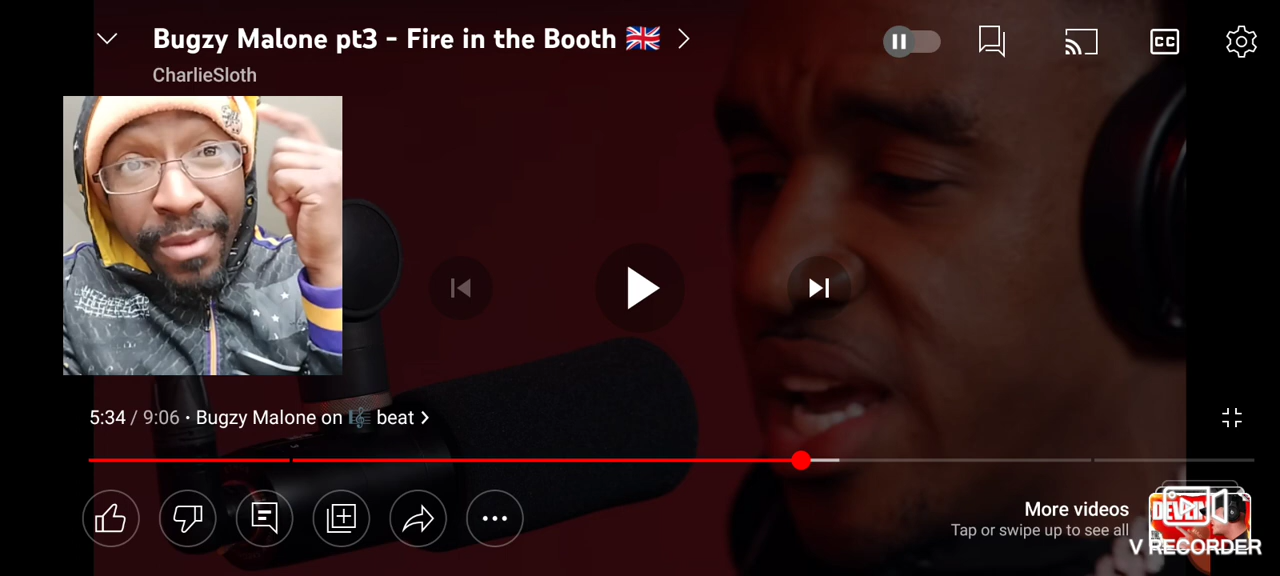 Bugzy Malone pt3 - Fire in the Booth 🇬🇧
CharlieSloth
CC
5:34 / 9:06 • Bugzy Malone on 🎼 beat
More videos
Tap or swipe up to see all
V RECORDER